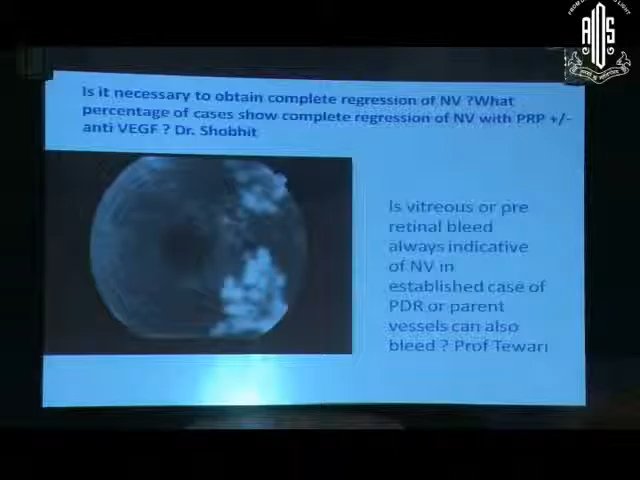 Is it necessary to obtain complete regression of NV ?What
percentage of cases show complete regression of NV with PRP +/-
anti VEGF ? Dr. Shobhit
Is vitreous or pre
retinal bleed
always indicative
of NV in
established case of
PDR or parent
vessels can also
bleed ? Prof Tewari